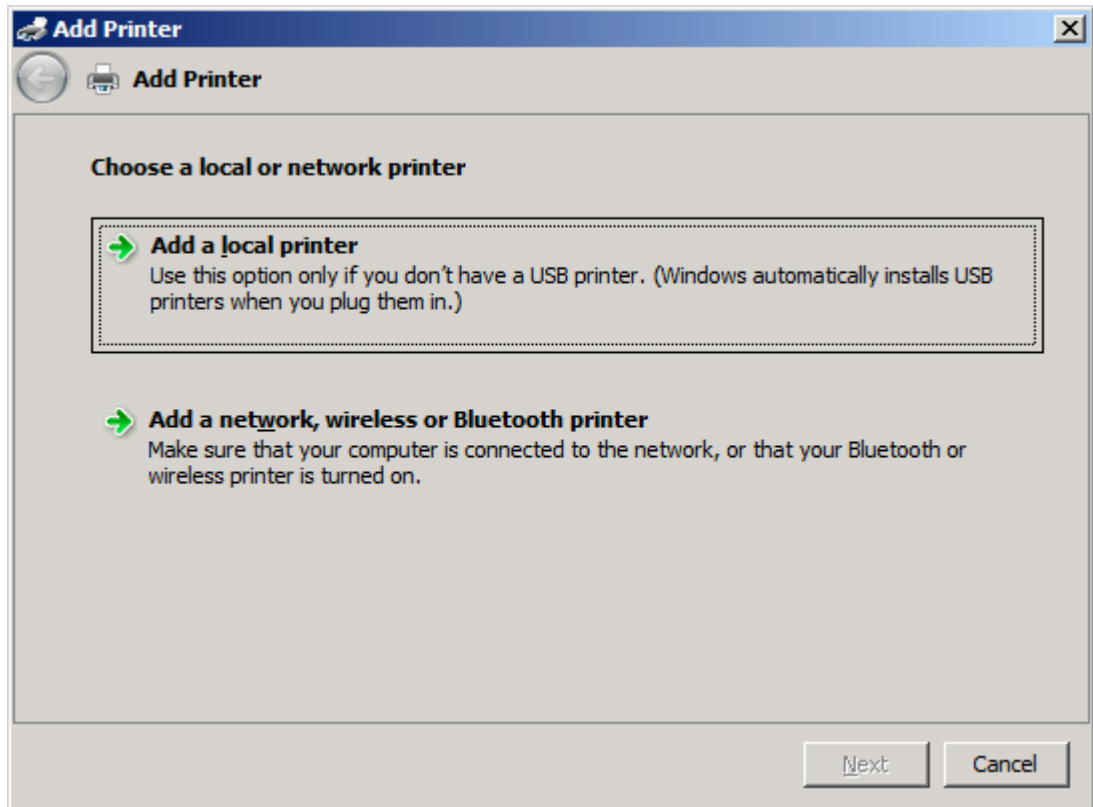 Add Printer
Add Printer
Choose a local or network printer
Add a local printer
Use this option only if you don't have a USB printer. (Windows automatically installs USB
printers when you plug them in.)
Add a network, wireless or Bluetooth printer
Make sure that your computer is connected to the network, or that your Bluetooth or
wireless printer is turned on.
Next
Cancel